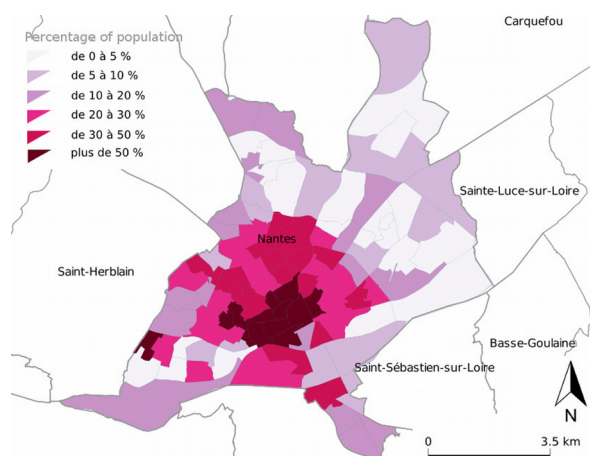 Carquefou
Percentage of population
de 0 à 5 %
de 5 à 10 %
de 10 à 20 %
de 20 à 30 %
de 30 à 50 %
plus de 50 %
Sainte-Luce-sur-Loire
Nantes
Saint-Herblain
Basse-Goulaine
Saint-Sébastien-sur-Loire
N
0 3.5 km